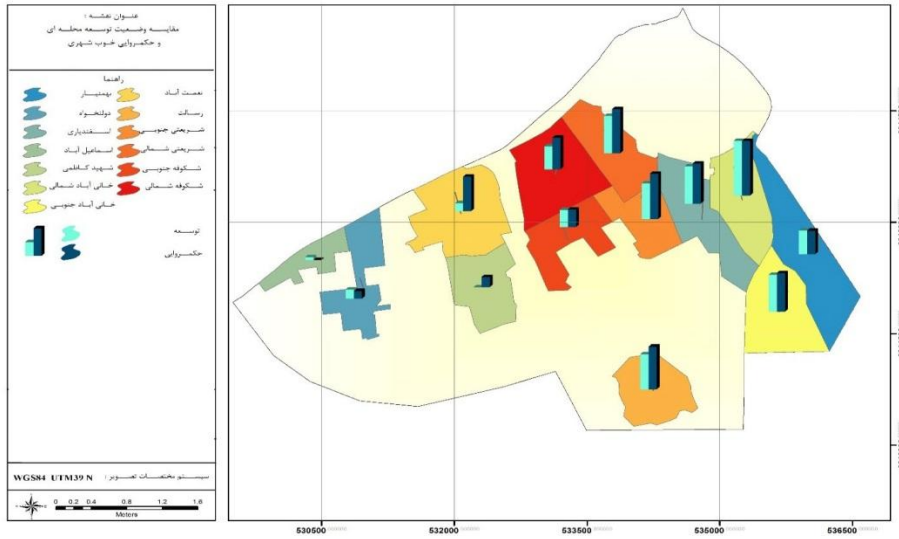 عنوان نقشه :
مقایسه وضعیت توسعه محله ای
و حکمروایی خوب شهری
راهنما
بهمنیار
نعمت آباد
دولتخواه
رسالت
اسفندیاری
شریعتی جنوبی
اسماعیل آباد
شریعتی شمالی
شهید کاظمی
شکوفه جنوبی
خانی آباد شمالی
شکوفه شمالی
خانی آباد جنوبی
توسعه
حکمروایی
سیستم مختصات تصویر : WGS84 UTM39 N
0 0.2 0.4 0.8 1.2 1.6
Meters
530500 532000 533500 535000 536500